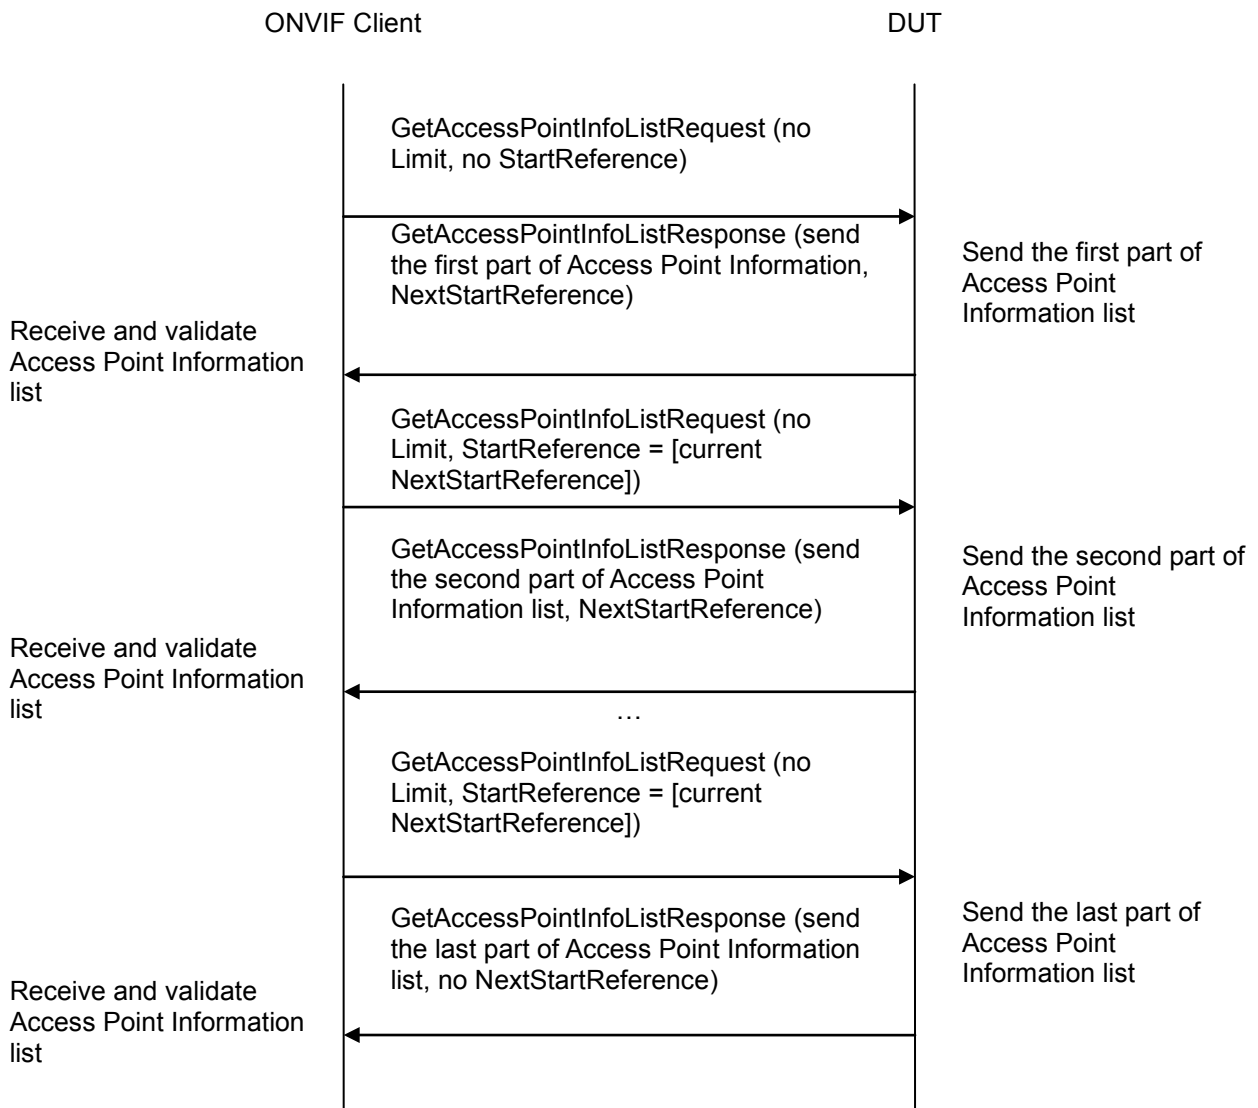 ONVIF Client
DUT
GetAccessPointInfoListRequest (no
Limit, no StartReference)
GetAccessPointInfoListResponse (send
the first part of Access Point Information,
NextStartReference)
Send the first part of
Access Point
Information list
Receive and validate
Access Point Information
list
GetAccessPointInfoListRequest (no
Limit, StartReference = [current
NextStartReference])
GetAccessPointInfoListResponse (send
the second part of Access Point
Information list, NextStartReference)
Send the second part of
Access Point
Information list
Receive and validate
Access Point Information
list
…
GetAccessPointInfoListRequest (no
Limit, StartReference = [current
NextStartReference])
GetAccessPointInfoListResponse (send
the last part of Access Point Information
list, no NextStartReference)
Send the last part of
Access Point
Information list
Receive and validate
Access Point Information
list